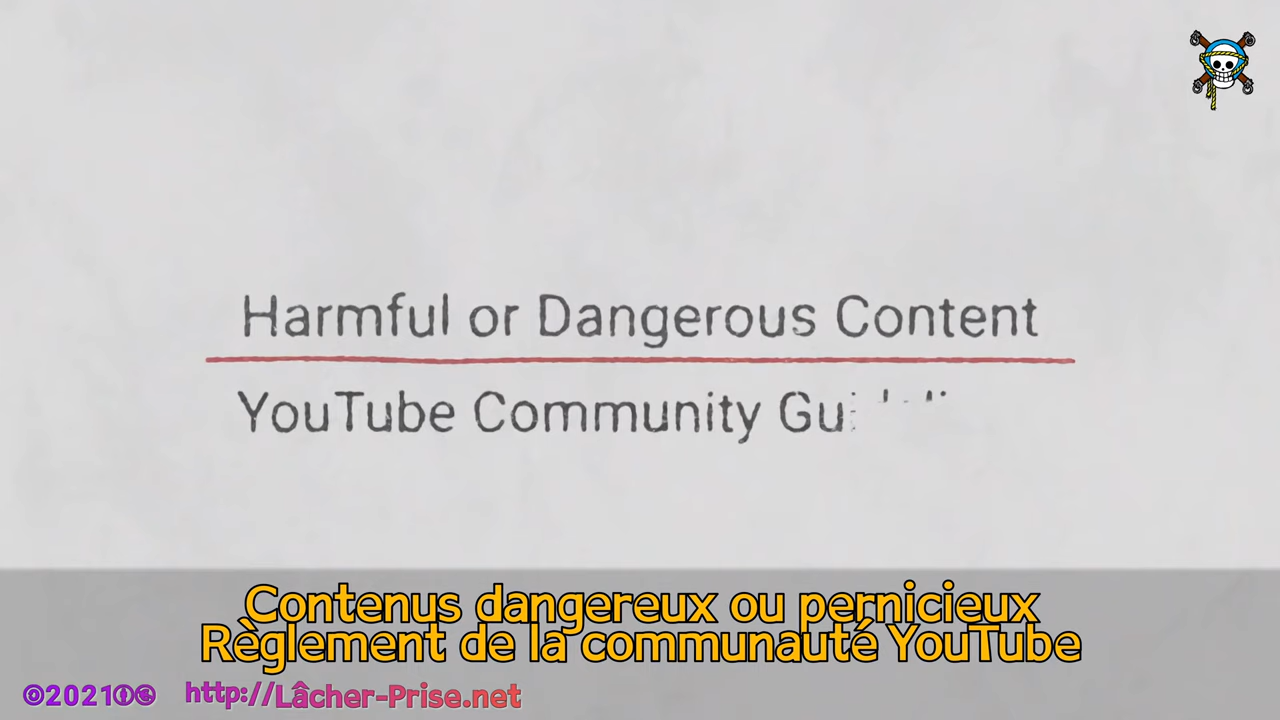 Harmful or Dangerous Content
YouTube Community
Contenus dangereux ou pernicieux
Règlement de la communauté YouTube
©2021🅯🄯 http://Lâcher-Prise.net